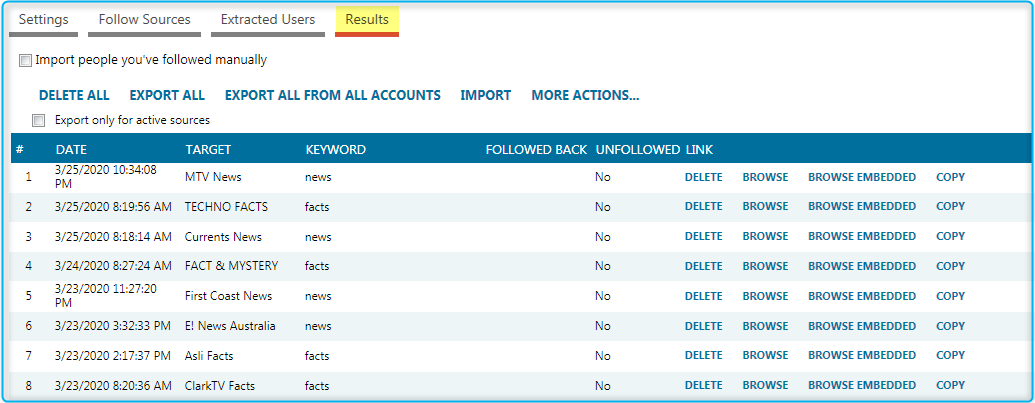 Settings Follow Sources Extracted Users Results
Import people you've followed manually
DELETE ALL EXPORT ALL EXPORT ALL FROM ALL ACCOUNTS IMPORT MORE ACTIONS...
Export only for active sources
# DATE TARGET KEYWORD FOLLOWED BACK UNFOLLOWED LINK
1 3/25/2020 10:34:08 PM MTV News news No DELETE BROWSE BROWSE EMBEDDED COPY
2 3/25/2020 8:19:56 AM TECHNO FACTS facts No DELETE BROWSE BROWSE EMBEDDED COPY
3 3/25/2020 8:18:14 AM Currents News news No DELETE BROWSE BROWSE EMBEDDED COPY
4 3/24/2020 8:27:24 AM FACT & MYSTERY facts No DELETE BROWSE BROWSE EMBEDDED COPY
5 3/23/2020 11:27:20 PM First Coast News news No DELETE BROWSE BROWSE EMBEDDED COPY
6 3/23/2020 3:32:33 PM E! News Australia news No DELETE BROWSE BROWSE EMBEDDED COPY
7 3/23/2020 2:17:37 PM Asli Facts facts No DELETE BROWSE BROWSE EMBEDDED COPY
8 3/23/2020 8:20:36 AM ClarkTV Facts facts No DELETE BROWSE BROWSE EMBEDDED COPY